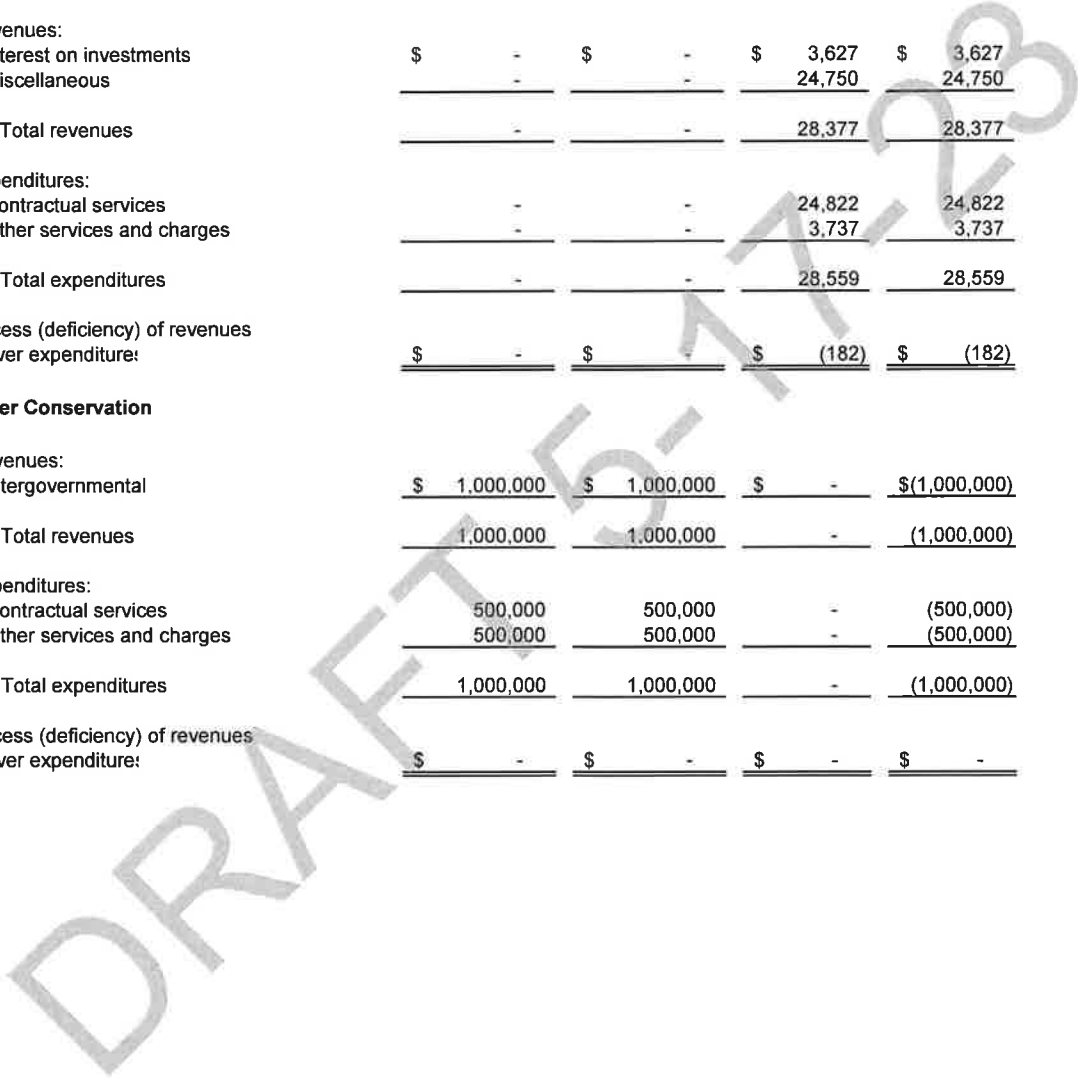 venues:
terest on investments $ - $ - $ 3,627 $ 3,627
iscellaneous - - 24,750 24,750
Total revenues - - 28,377 28,377
penditures:
ontractual services - - 24,822 24,822
ther services and charges - - 3,737 3,737
Total expenditures - - 28,559 28,559
cess (deficiency) of revenues
ver expenditures $ - $ - $ (182) $ (182)
er Conservation
venues:
tergovernmental $ 1,000,000 $ 1,000,000 $ - $(1,000,000)
Total revenues 1,000,000 1,000,000 - (1,000,000)
penditures:
ontractual services 500,000 500,000 - (500,000)
ther services and charges 500,000 500,000 - (500,000)
Total expenditures 1,000,000 1,000,000 - (1,000,000)
cess (deficiency) of revenues
ver expenditures $ - $ - $ - $ -
DRAFT 5-17-23